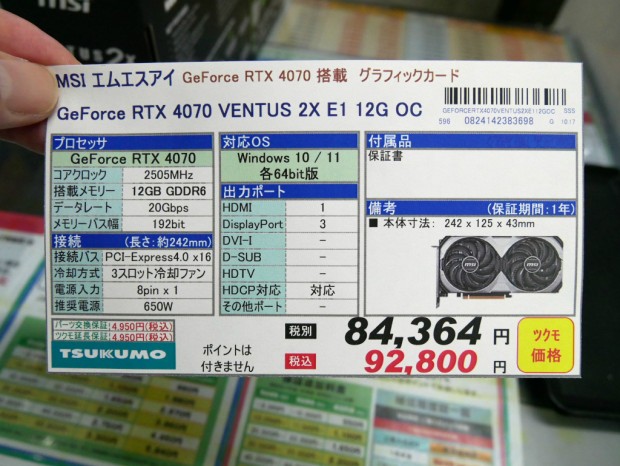 MSI エムエスアイ GeForce RTX 4070 搭載 グラフィックカード
GeForce RTX 4070 VENTUS 2X E1 12G OC
GEFORCERTX4070VENTUS2XE112GOC SSS
596 0824142383698 G 1017
プロセッサ
GeForce RTX 4070
コアクロック 2505MHz
搭載メモリー 12GB GDDR6
データレート 20Gbps
メモリーバス幅 192bit
接続 (長さ:約242mm)
接続バス PCI-Express4.0 x16
冷却方式 3スロット冷却ファン
電源入力 8pin x 1
推奨電源 650W
対応OS
Windows 10 / 11
各64bit版
出力ポート
HDMI 1
DisplayPort 3
DVI-I -
D-SUB -
HDTV -
HDCP対応 対応
その他ポート -
付属品
保証書
備考 (保証期間:1年)
■ 本体寸法: 242 x 125 x 43mm
パーツ交換保証:4,950円(税込)
ツクモ延長保証:4,950円(税込)
TSUKUMO
ポイントは
付きません
税別 84,364 円
税込 92,800 円
ツクモ
価格